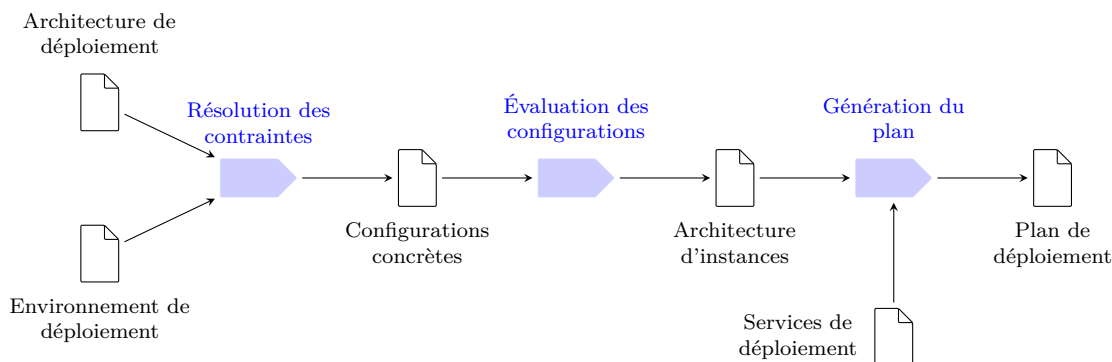 Architecture de
déploiement
Résolution des
contraintes
Évaluation des
configurations
Génération du
plan
Configurations
concrètes
Architecture
d'instances
Plan de
déploiement
Environnement de
déploiement
Services de
déploiement